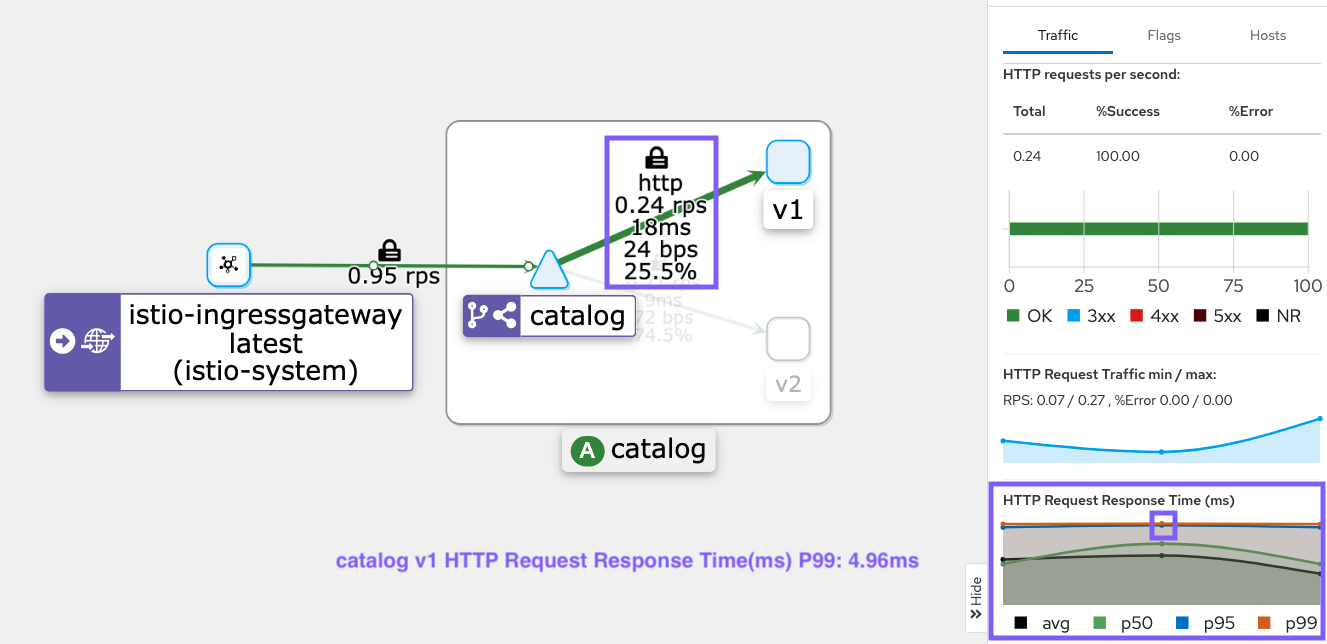 http
0.24 rps
18ms
24 bps
25.5%
v1
0.95 rps
istio-ingressgateway
latest
(istio-system)
catalog
9ms
72 bps
74.5%
v2
A catalog
catalog v1 HTTP Request Response Time(ms) P99: 4.96ms
Traffic Flags Hosts
HTTP requests per second:
Total %Success %Error
0.24 100.00 0.00
0 25 50 75 100
OK 3xx 4xx 5xx NR
HTTP Request Traffic min / max:
RPS: 0.07 / 0.27 , %Error 0.00 / 0.00
HTTP Request Response Time (ms)
avg p50 p95 p99
Hide